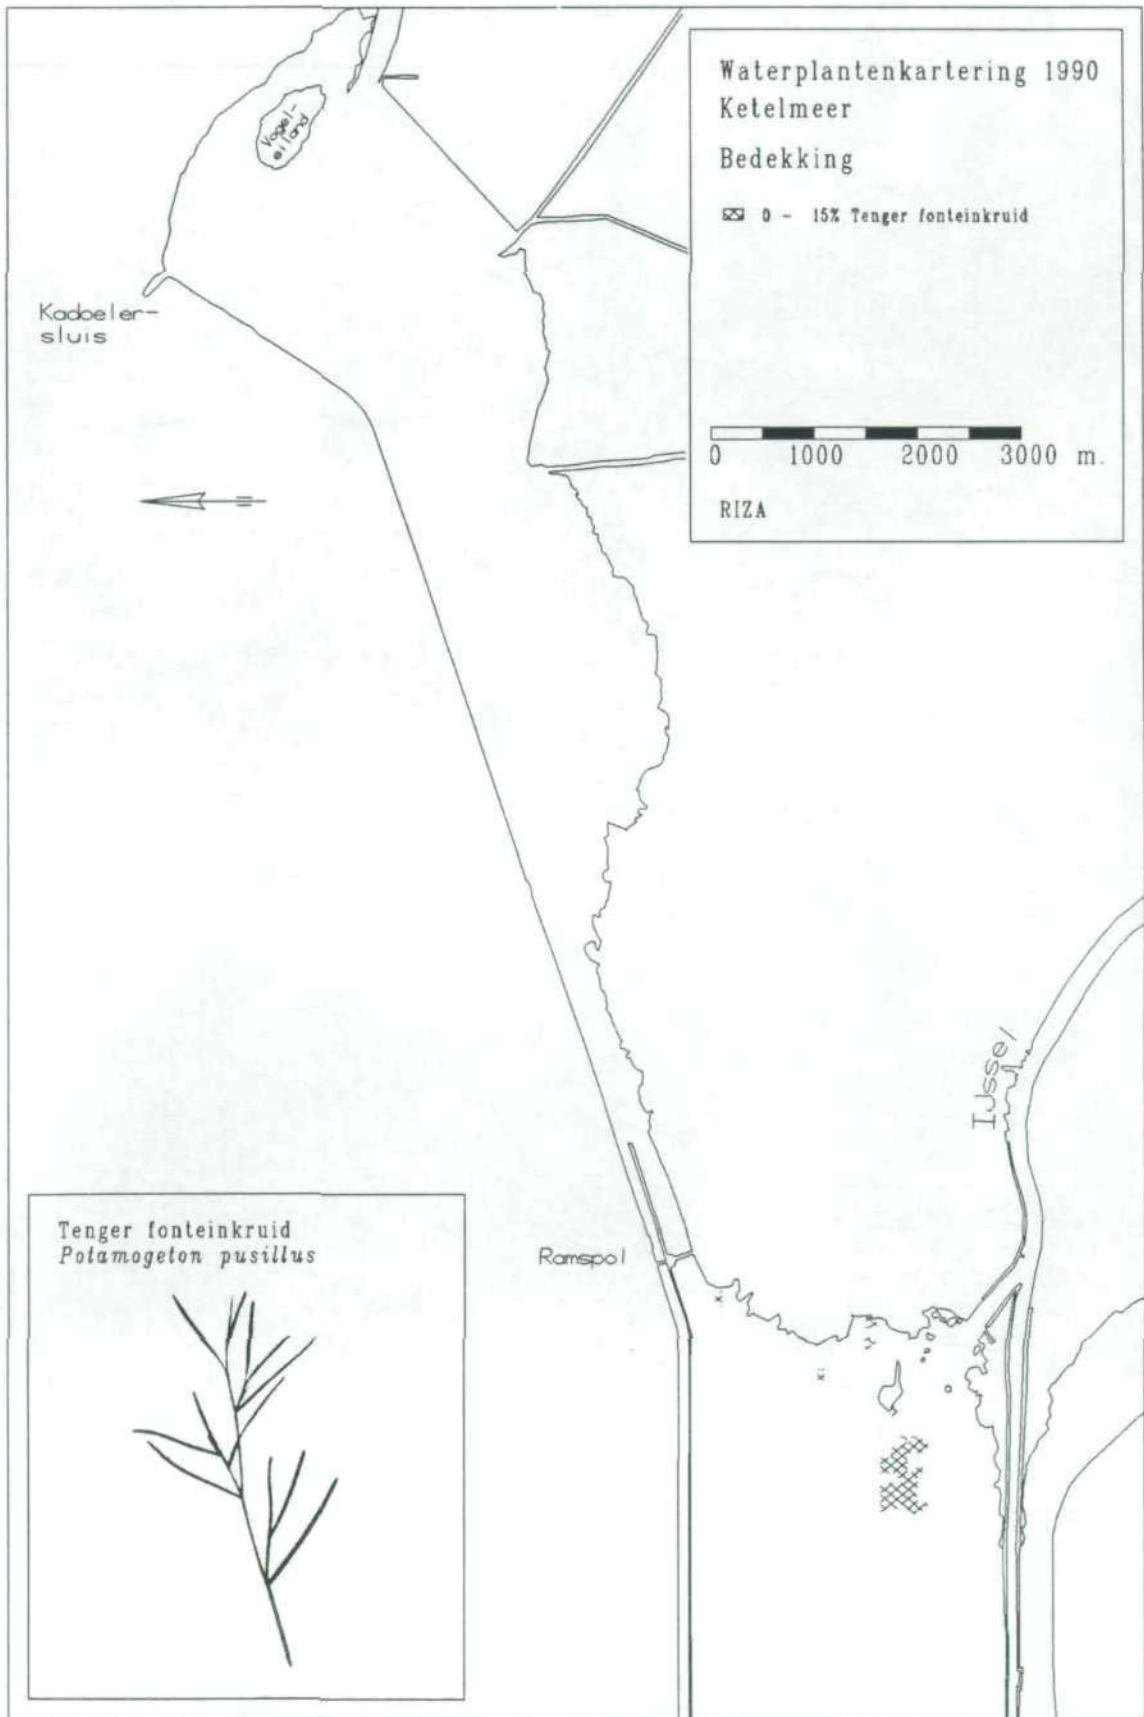 Waterplantenkartering 1990
Ketelmeer
Bedekking
0 - 15% Tenger fonteinkruid
0 1000 2000 3000 m.
RIZA
Vogel-
eiland
Kadoeler-
sluis
IJssel
Ramspol
Tenger fonteinkruid
Potamogeton pusillus